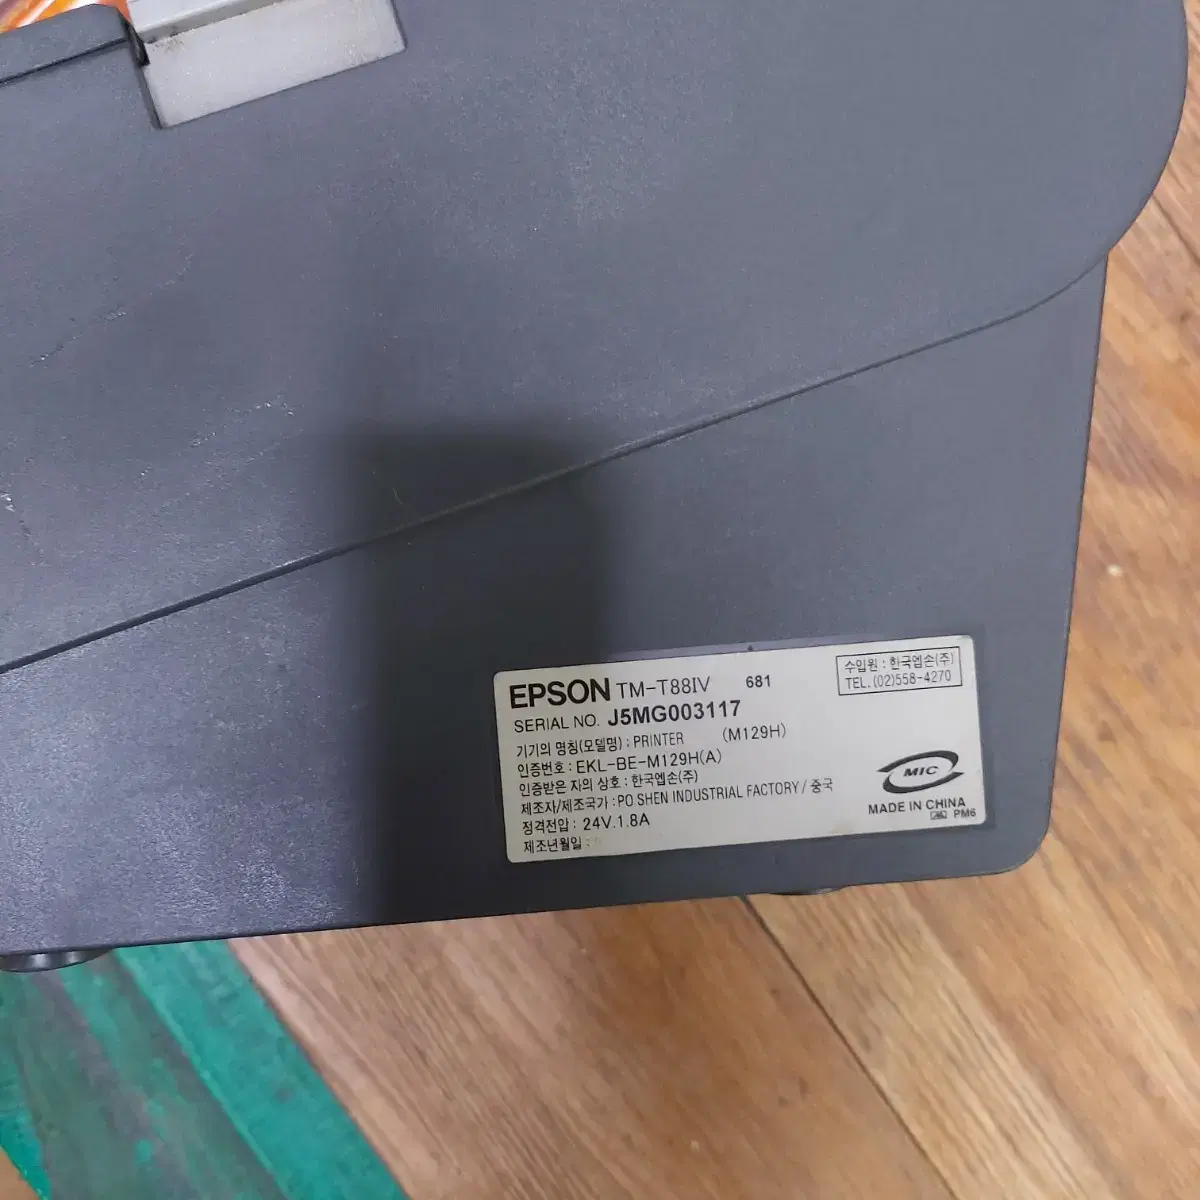 EPSON TM-T88IV 681
수입원 : 한국엡손(주)
TEL.(02)558-4270
SERIAL NO. J5MG003117
기기의 명칭(모델명) : PRINTER (M129H)
인증번호 : EKL-BE-M129H(A)
인증받은 자의 상호 : 한국엡손(주)
제조자/제조국가 : PO SHEN INDUSTRIAL FACTORY / 중국
정격전압 : 24V.1.8A
제조년월일 :
MIC
MADE IN CHINA
PM6